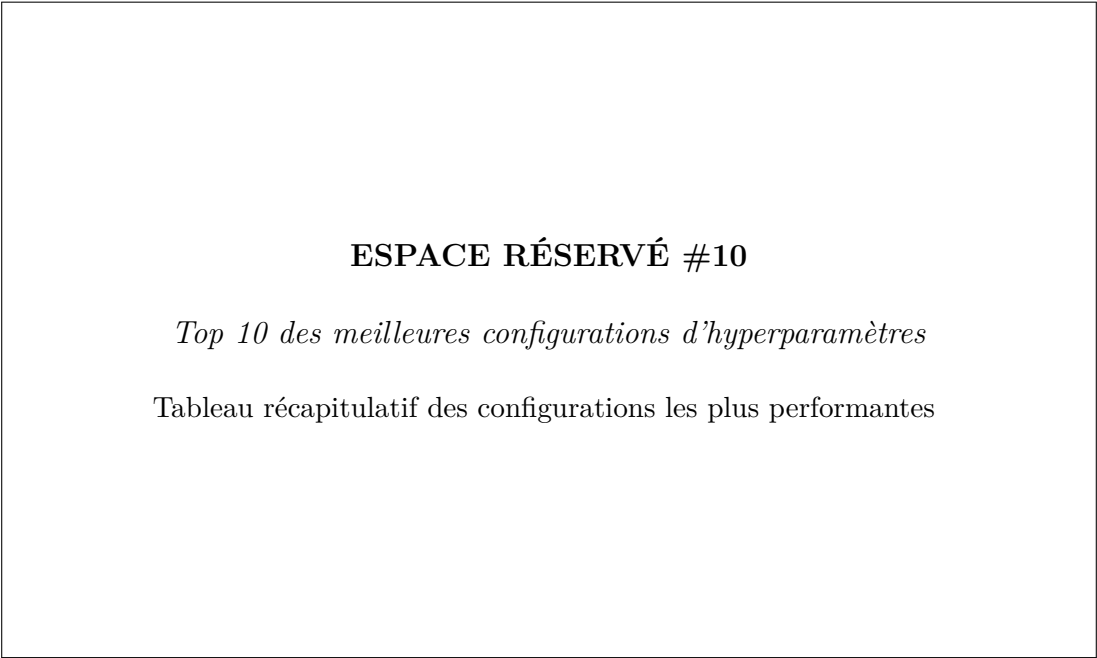 ESPACE RÉSERVÉ #10
Top 10 des meilleures configurations d'hyperparamètres
Tableau récapitulatif des configurations les plus performantes